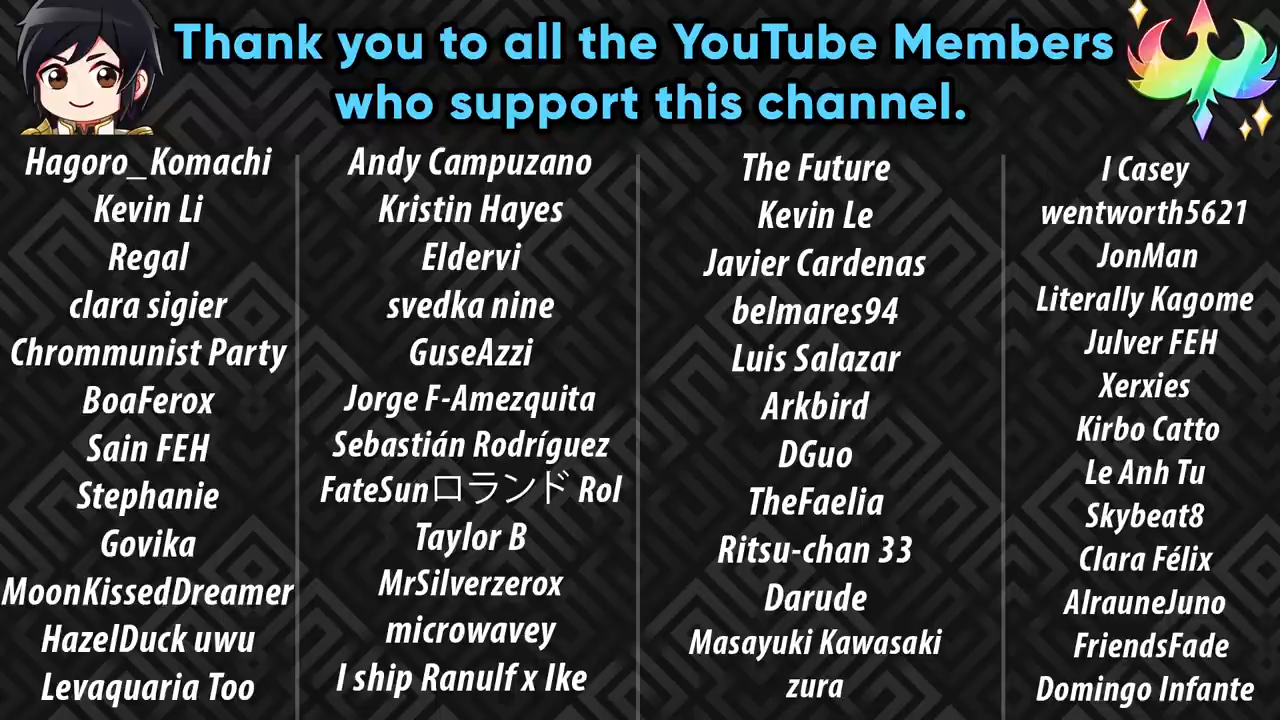 Thank you to all the YouTube Members
who support this channel.
Hagoro_Komachi
Kevin Li
Regal
clara sigier
Chrommunist Party
BoaFerox
Sain FEH
Stephanie
Govika
MoonKissedDreamer
HazelDuck uwu
Levaquaria Too
Andy Campuzano
Kristin Hayes
Eldervi
svedka nine
GuseAzzi
Jorge F-Amezquita
Sebastián Rodríguez
FateSunロランド Rol
Taylor B
MrSilverzerox
microwavey
I ship Ranulf x Ike
The Future
Kevin Le
Javier Cardenas
belmares94
Luis Salazar
Arkbird
DGuo
TheFaelia
Ritsu-chan 33
Darude
Masayuki Kawasaki
zura
I Casey
wentworth5621
JonMan
Literally Kagome
Julver FEH
Xerxies
Kirbo Catto
Le Anh Tu
Skybeat8
Clara Félix
AlrauneJuno
FriendsFade
Domingo Infante